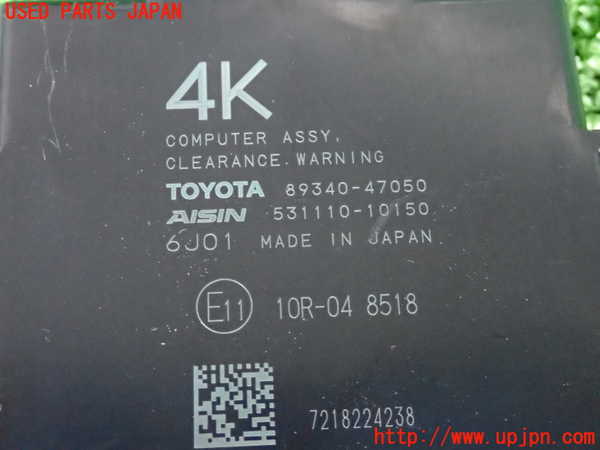 USED PARTS JAPAN
4K
COMPUTER ASSY,
CLEARANCE.WARNING
TOYOTA 89340-47050
AISIN 531110-10150
6J01 MADE IN JAPAN
E11 10R-04 8518
7218224238
http://www.upjpn.com